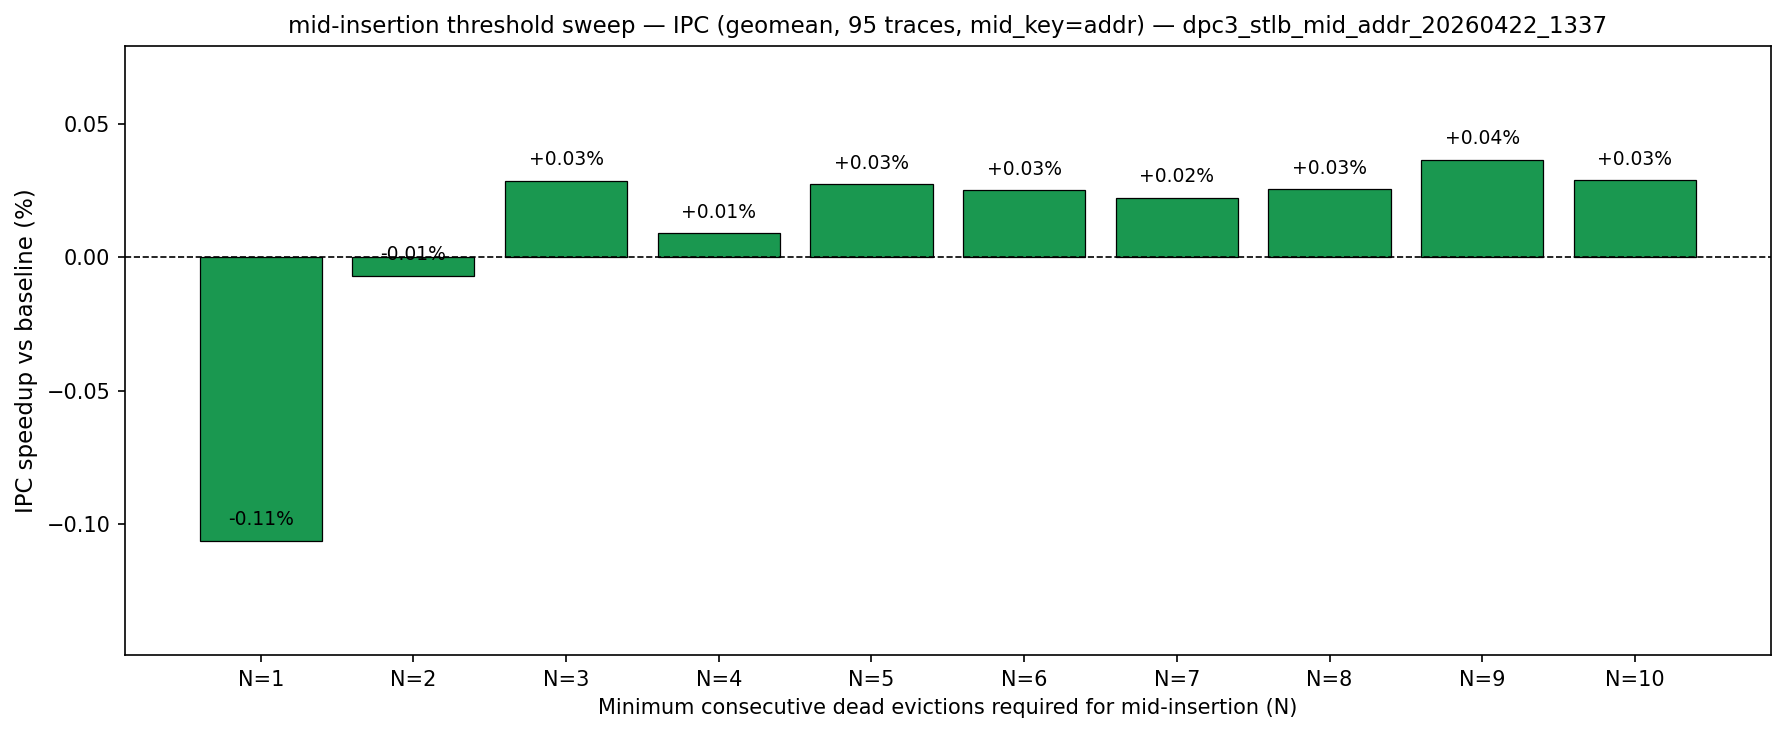 mid-insertion threshold sweep — IPC (geomean, 95 traces, mid_key=addr) — dpc3_stlb_mid_addr_20260422_1337
IPC speedup vs baseline (%)
0.05
0.00
−0.05
−0.10
-0.11%
-0.01%
+0.03%
+0.01%
+0.03%
+0.03%
+0.02%
+0.03%
+0.04%
+0.03%
N=1
N=2
N=3
N=4
N=5
N=6
N=7
N=8
N=9
N=10
Minimum consecutive dead evictions required for mid-insertion (N)